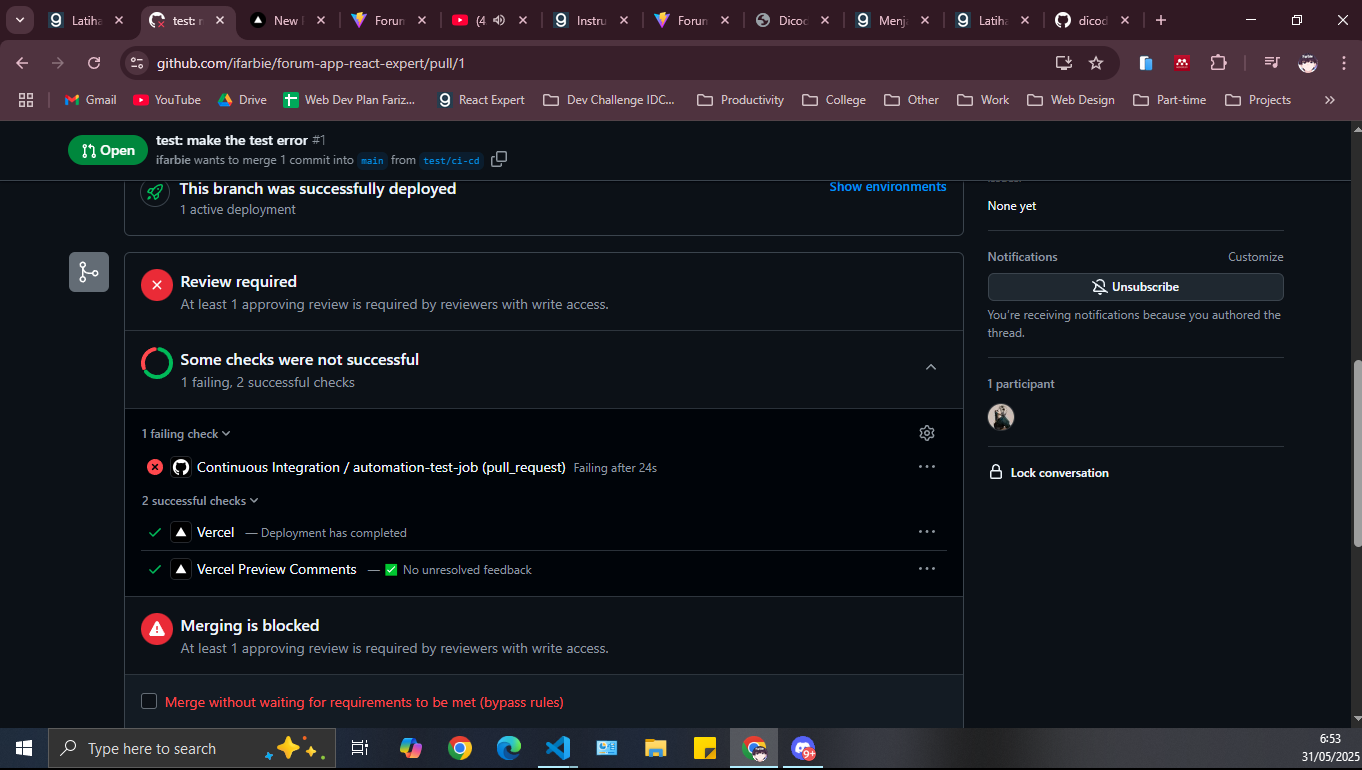 Latiha
test: r
New I
Forum
(4
Instru
Forum
Dicod
Menja
Latiha
dicod
github.com/ifarbie/forum-app-react-expert/pull/1
Gmail
YouTube
Drive
Web Dev Plan Fariz...
React Expert
Dev Challenge IDC...
Productivity
College
Other
Work
Web Design
Part-time
Projects
Open
test: make the test error #1
ifarbie wants to merge 1 commit into main from test/ci-cd
This branch was successfully deployed
Show environments
1 active deployment
None yet
Review required
At least 1 approving review is required by reviewers with write access.
Notifications
Customize
Unsubscribe
You're receiving notifications because you authored the
thread.
Some checks were not successful
1 failing, 2 successful checks
1 participant
1 failing check
Continuous Integration / automation-test-job (pull_request) Failing after 24s
Lock conversation
2 successful checks
Vercel — Deployment has completed
Vercel Preview Comments — ✅ No unresolved feedback
Merging is blocked
At least 1 approving review is required by reviewers with write access.
Merge without waiting for requirements to be met (bypass rules)
Type here to search
9+
6:53
31/05/2025